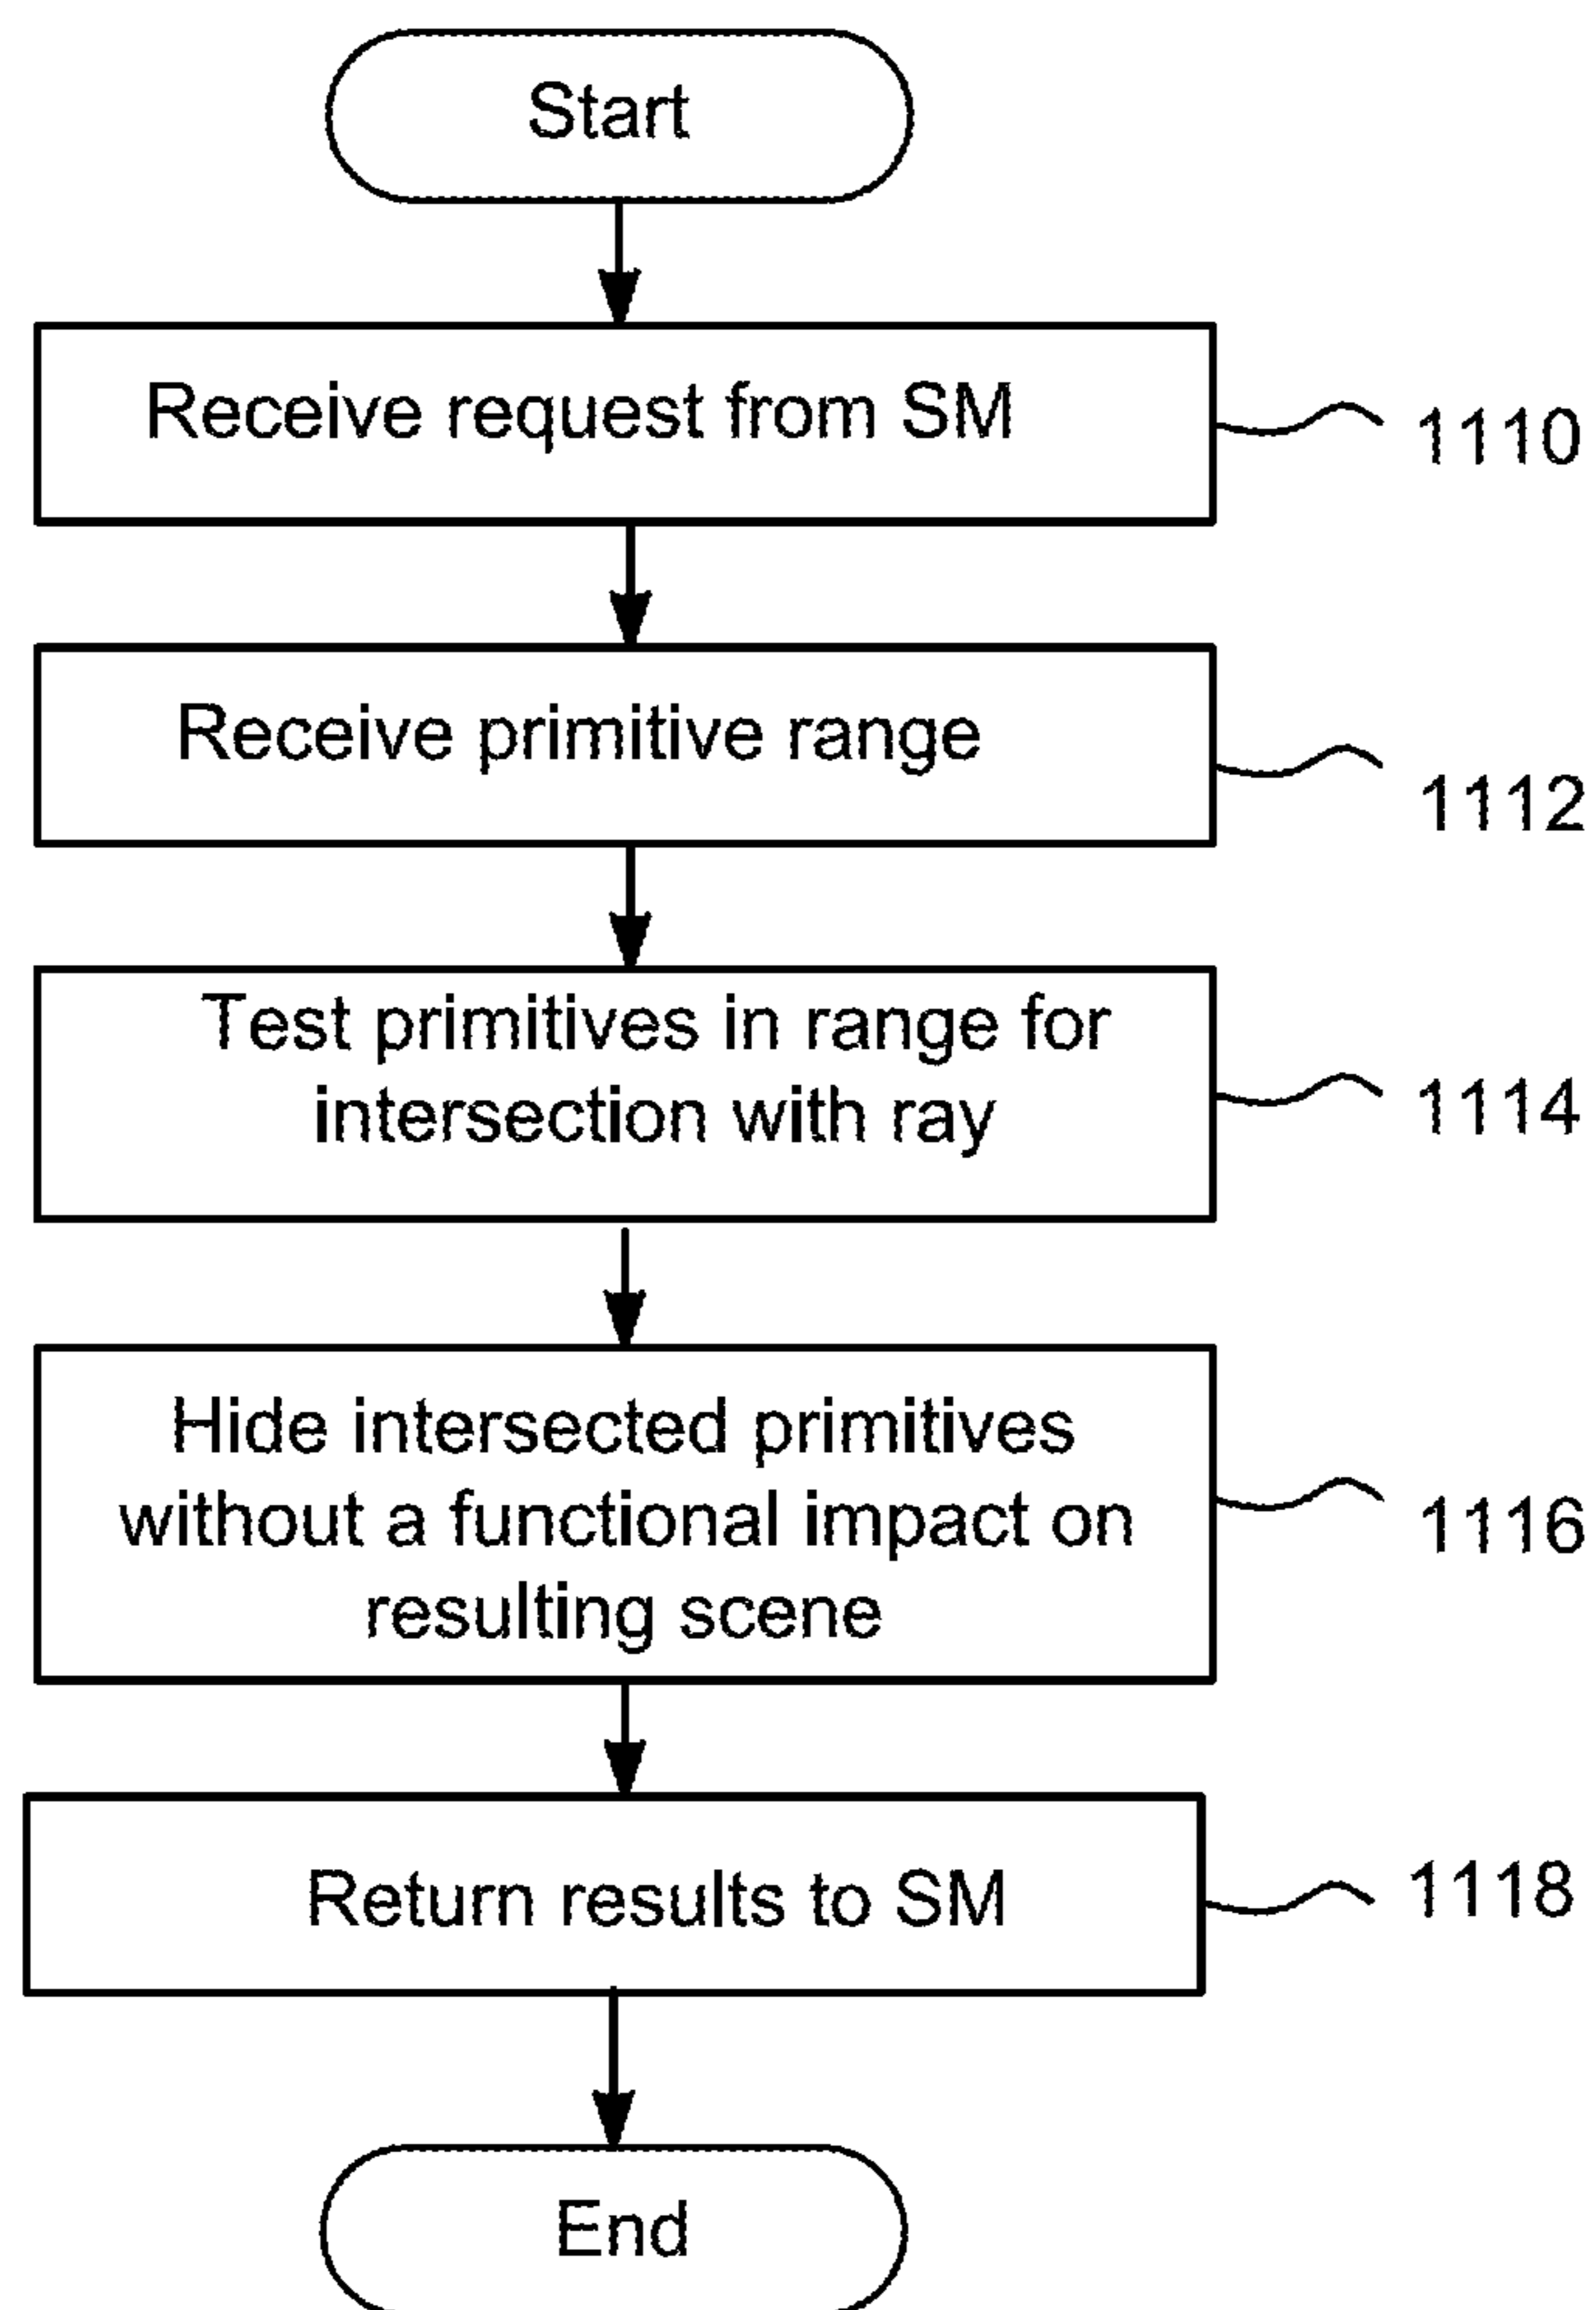 Start
Receive request from SM
1110
Receive primitive range
1112
Test primitives in range for
intersection with ray
1114
Hide intersected primitives
without a functional impact on
resulting scene
1116
Return results to SM
1118
End